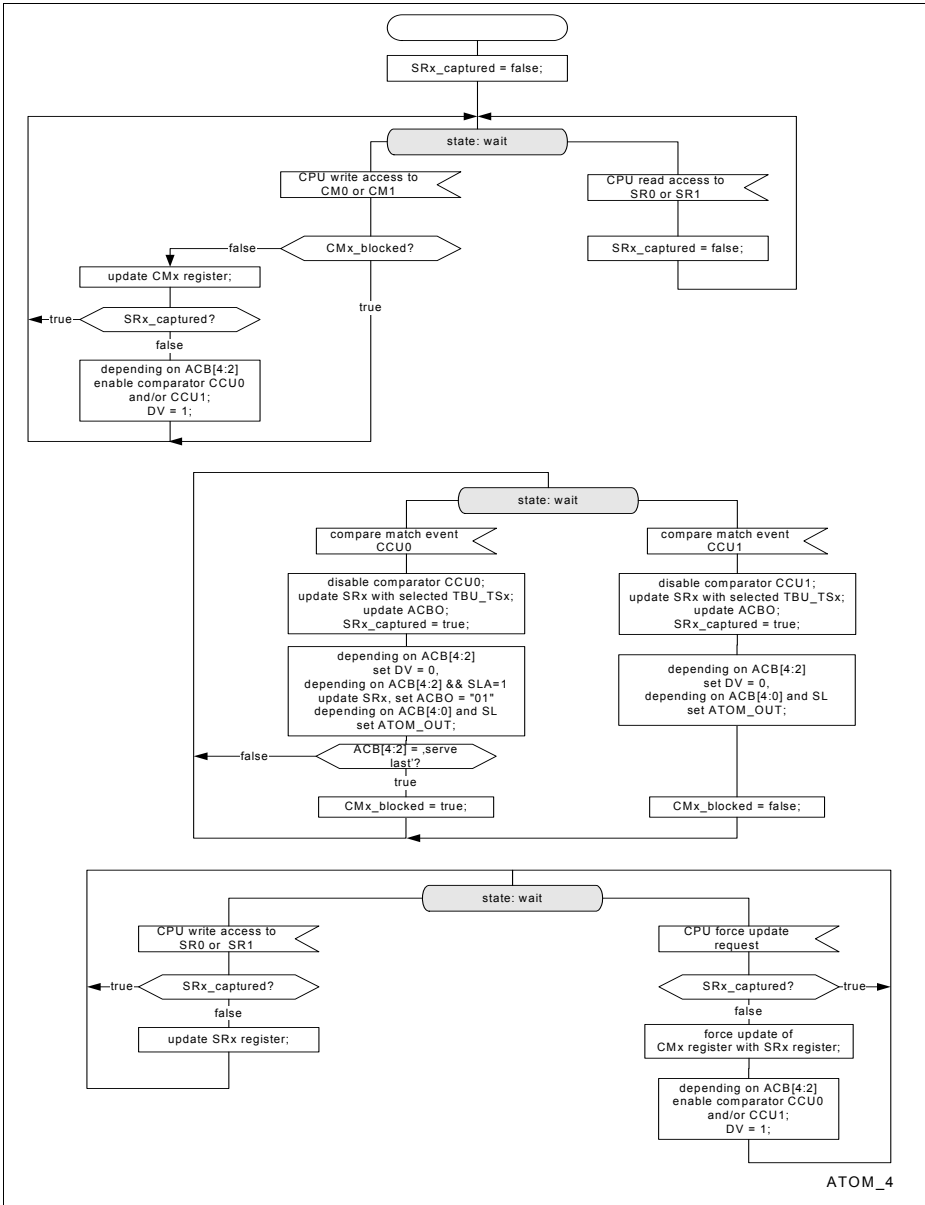 SRx_captured = false;
state: wait
CPU write access to
CM0 or CM1
CPU read access to
SR0 or SR1
false
CMx_blocked?
SRx_captured = false;
update CMx register;
true
true
SRx_captured?
false
depending on ACB[4:2]
enable comparator CCU0
and/or CCU1;
DV = 1;
state: wait
compare match event
CCU0
compare match event
CCU1
disable comparator CCU0;
update SRx with selected TBU_TSx;
update ACBO;
SRx_captured = true;
disable comparator CCU1;
update SRx with selected TBU_TSx;
update ACBO;
SRx_captured = true;
depending on ACB[4:2]
set DV = 0,
depending on ACB[4:2] && SLA=1
update SRx, set ACBO = "01"
depending on ACB[4:0] and SL
set ATOM_OUT;
depending on ACB[4:2]
set DV = 0,
depending on ACB[4:0] and SL
set ATOM_OUT;
false
ACB[4:2] = ‚serve
last'?
true
CMx_blocked = true;
CMx_blocked = false;
state: wait
CPU write access to
SR0 or SR1
CPU force update
request
true
SRx_captured?
SRx_captured?
true
false
false
update SRx register;
force update of
CMx register with SRx register;
depending on ACB[4:2]
enable comparator CCU0
and/or CCU1;
DV = 1;
ATOM_4